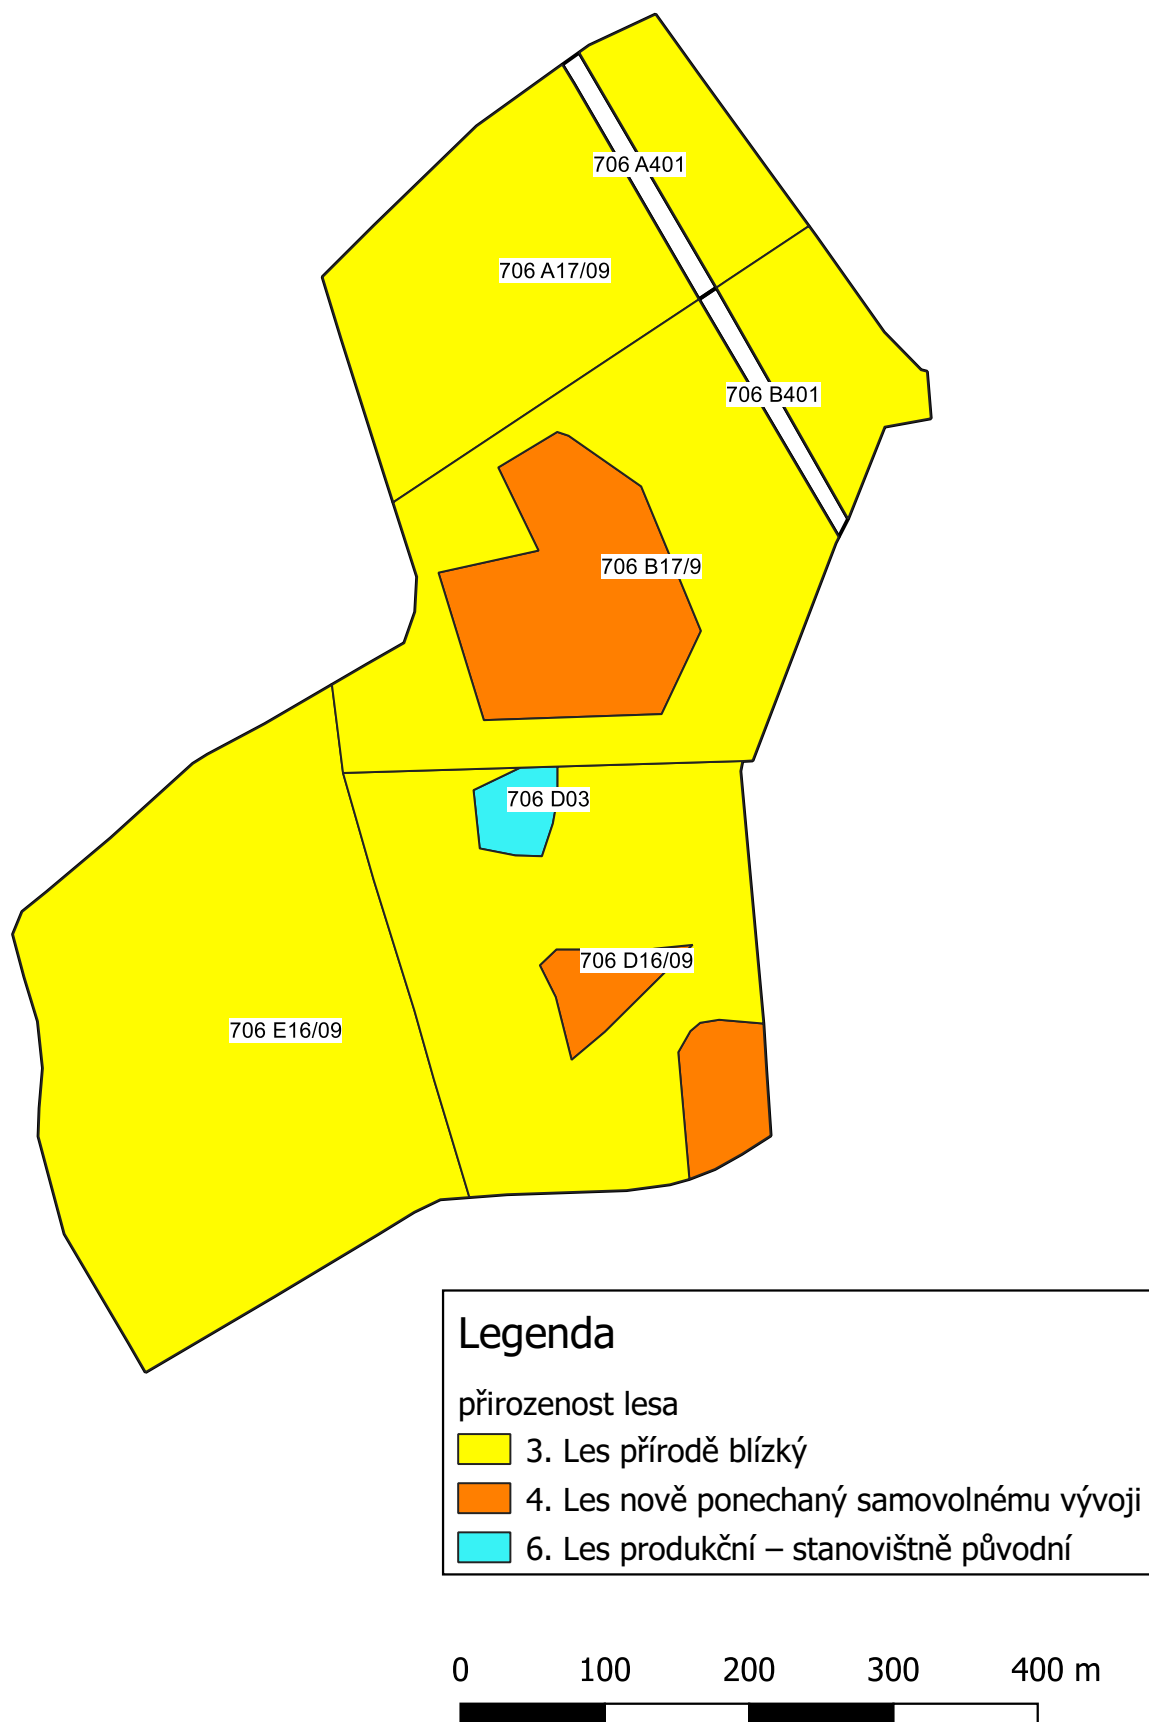 706 A401
706 A17/09
706 B401
706 B17/9
706 D03
706 D16/09
706 E16/09
Legenda
přirozenost lesa
3. Les přírodě blízký
4. Les nově ponechaný samovolnému vývoji
6. Les produkční – stanovištně původní
0 100 200 300 400 m